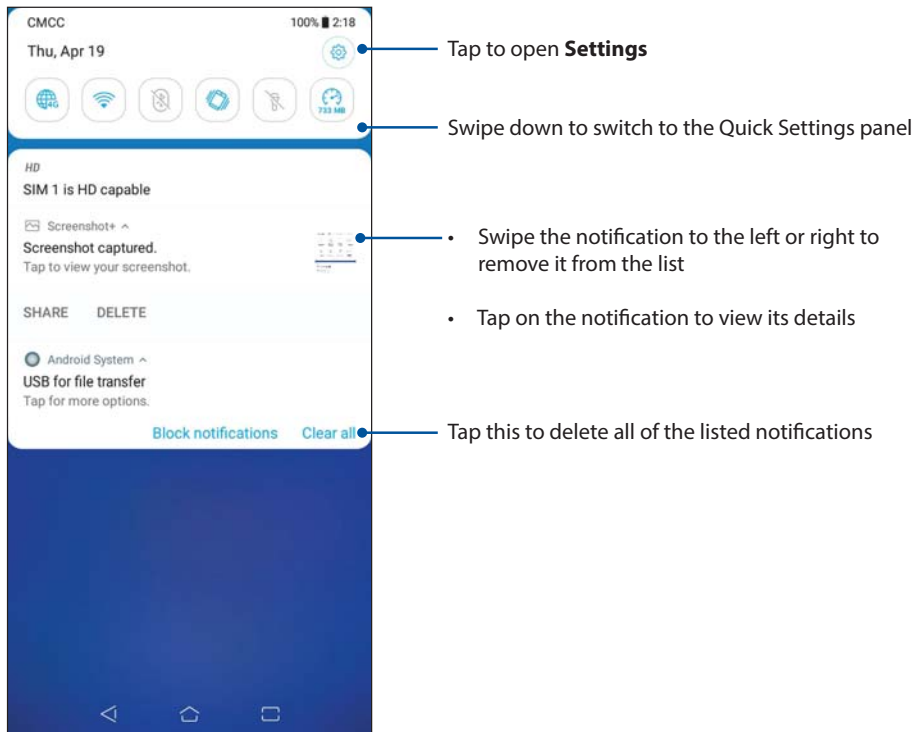 CMCC 100% 2:18
Thu, Apr 19
Tap to open Settings
4G
733 MB
Swipe down to switch to the Quick Settings panel
HD
SIM 1 is HD capable
Screenshot+
Screenshot captured.
Tap to view your screenshot.
• Swipe the notification to the left or right to
remove it from the list
SHARE DELETE
• Tap on the notification to view its details
Android System
USB for file transfer
Tap for more options.
Block notifications Clear all
Tap this to delete all of the listed notifications